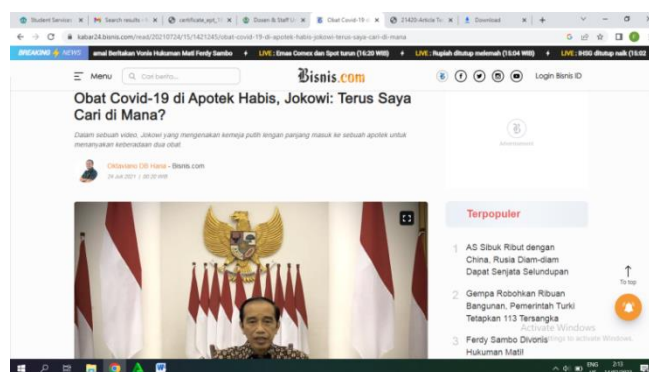 Student Service
Search results
certificate_ept_
Dosen & Staff U
Obat Covid-19
21420-Article Te
Download
kabar24.bisnis.com/read/20210724/15/1421245/obat-covid-19-di-apotek-habis-jokowi-terus-saya-cari-di-mana
BREAKING NEWS
amal Beritakan Vonis Hukuman Mati Ferdy Sambo + LIVE : Emas Comex dan Spot turun (16:20 WIB) + LIVE : Rupiah ditutup melemah (15:04 WIB) + LIVE : IHSG ditutup naik (15:02
Menu
Cari berita...
Bisnis.com
Login Bisnis ID
Obat Covid-19 di Apotek Habis, Jokowi: Terus Saya
Cari di Mana?
Dalam sebuah video, Jokowi yang mengenakan kemeja putih lengan panjang masuk ke sebuah apotek untuk
menanyakan keberadaan dua obat.
Oktaviano DB Hana - Bisnis.com
24 Juli 2021 | 08:20 WIB
Advertisement
Terpopuler
1 AS Sibuk Ribut dengan
China, Rusia Diam-diam
Dapat Senjata Selundupan
2 Gempa Robohkan Ribuan
Bangunan, Pemerintah Turki
Tetapkan 113 Tersangka
3 Ferdy Sambo Divonis
Hukuman Mati!
To top
Activate Windows
to activate Windows.
ENG
2:13